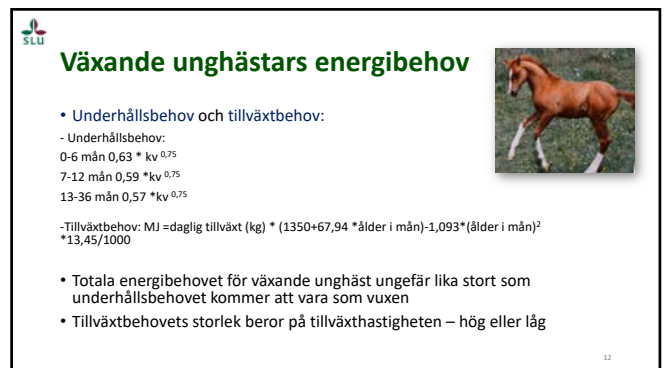 SLU
Växande unghästars energibehov
• Underhållsbehov och tillväxtbehov:
- Underhållsbehov:
0-6 mån 0,63 * kv 0,75
7-12 mån 0,59 *kv 0,75
13-36 mån 0,57 *kv 0,75
-Tillväxtbehov: MJ =daglig tillväxt (kg) * (1350+67,94 *ålder i mån)-1,093*(ålder i mån)2
*13,45/1000
• Totala energibehovet för växande unghäst ungefär lika stort som
underhållsbehovet kommer att vara som vuxen
• Tillväxtbehovets storlek beror på tillväxthastigheten – hög eller låg
12